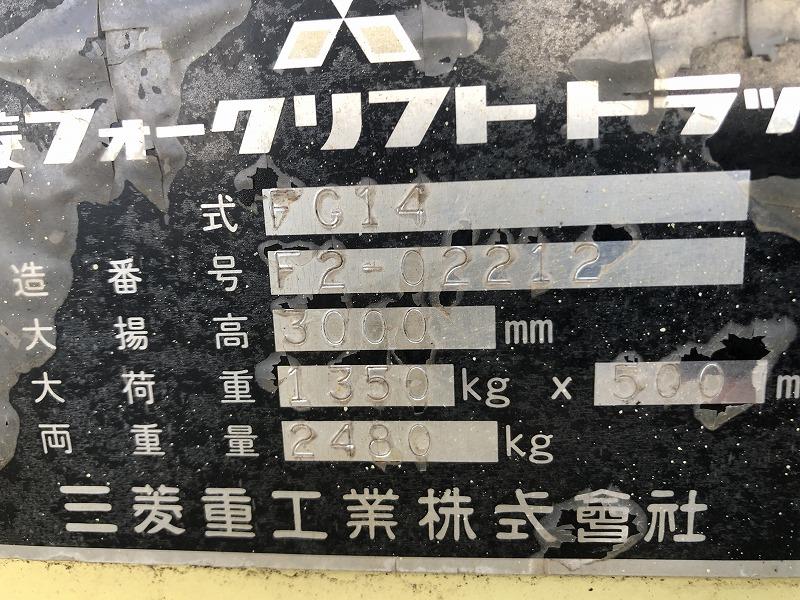 菱フォークリフト トラッ
式 FG14
造番号 F2-02212
大揚高 3000 mm
大荷重 1350 kg x 500 m
両重量 2480 kg
三菱重工業株式會社